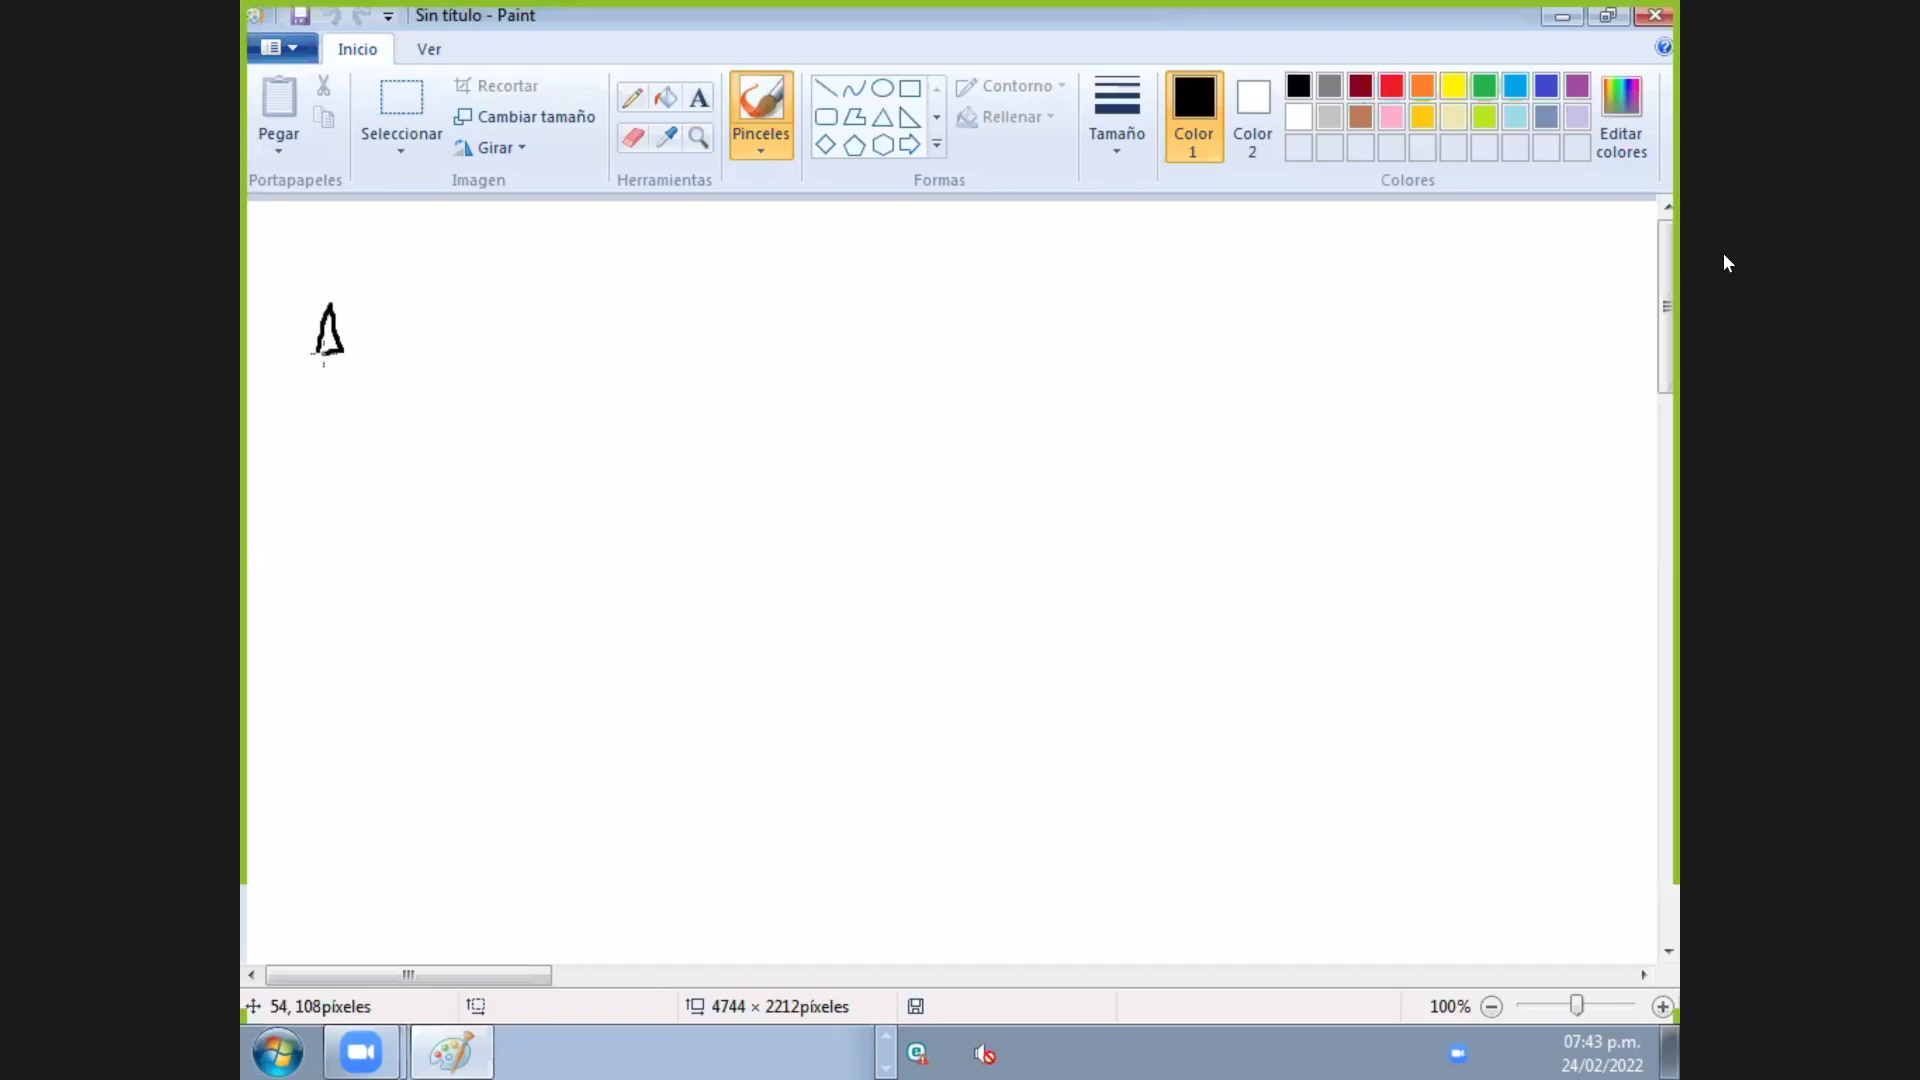 Sin título - Paint
Inicio Ver
Pegar
Portapapeles
Seleccionar
Recortar
Cambiar tamaño
Girar
Imagen
A
Herramientas
Pinceles
Formas
Contorno
Rellenar
Tamaño
Color 1
Color 2
Colores
Editar colores
54, 108píxeles
4744 × 2212píxeles
100%
07:43 p.m.
24/02/2022